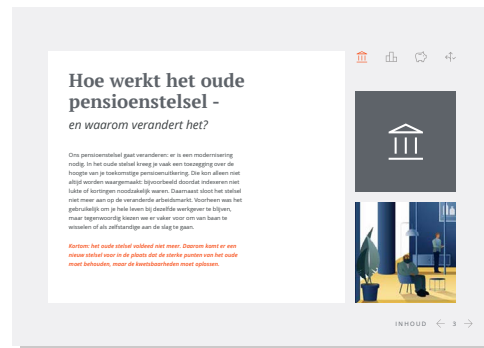 Hoe werkt het oude
pensioenstelsel -
en waarom verandert het?
Ons pensioenstelsel gaat veranderen: er is een modernisering
nodig. In het oude stelsel kreeg je vaak een toezegging over de
hoogte van je toekomstige pensioenuitkering. Die kon alleen niet
altijd worden waargemaakt: bijvoorbeeld doordat indexeren niet
lukte of kortingen noodzakelijk waren. Daarnaast sloot het stelsel
niet meer aan op de veranderde arbeidsmarkt. Voorheen was het
gebruikelijk om je hele leven bij dezelfde werkgever te blijven,
maar tegenwoordig kiezen we er vaker voor om van baan te
wisselen of als zelfstandige aan de slag te gaan.
Kortom: het oude stelsel voldeed niet meer. Daarom komt er een
nieuw stelsel voor in de plaats dat de sterke punten van het oude
moet behouden, maar de kwetsbaarheden moet oplossen.
INHOUD
3